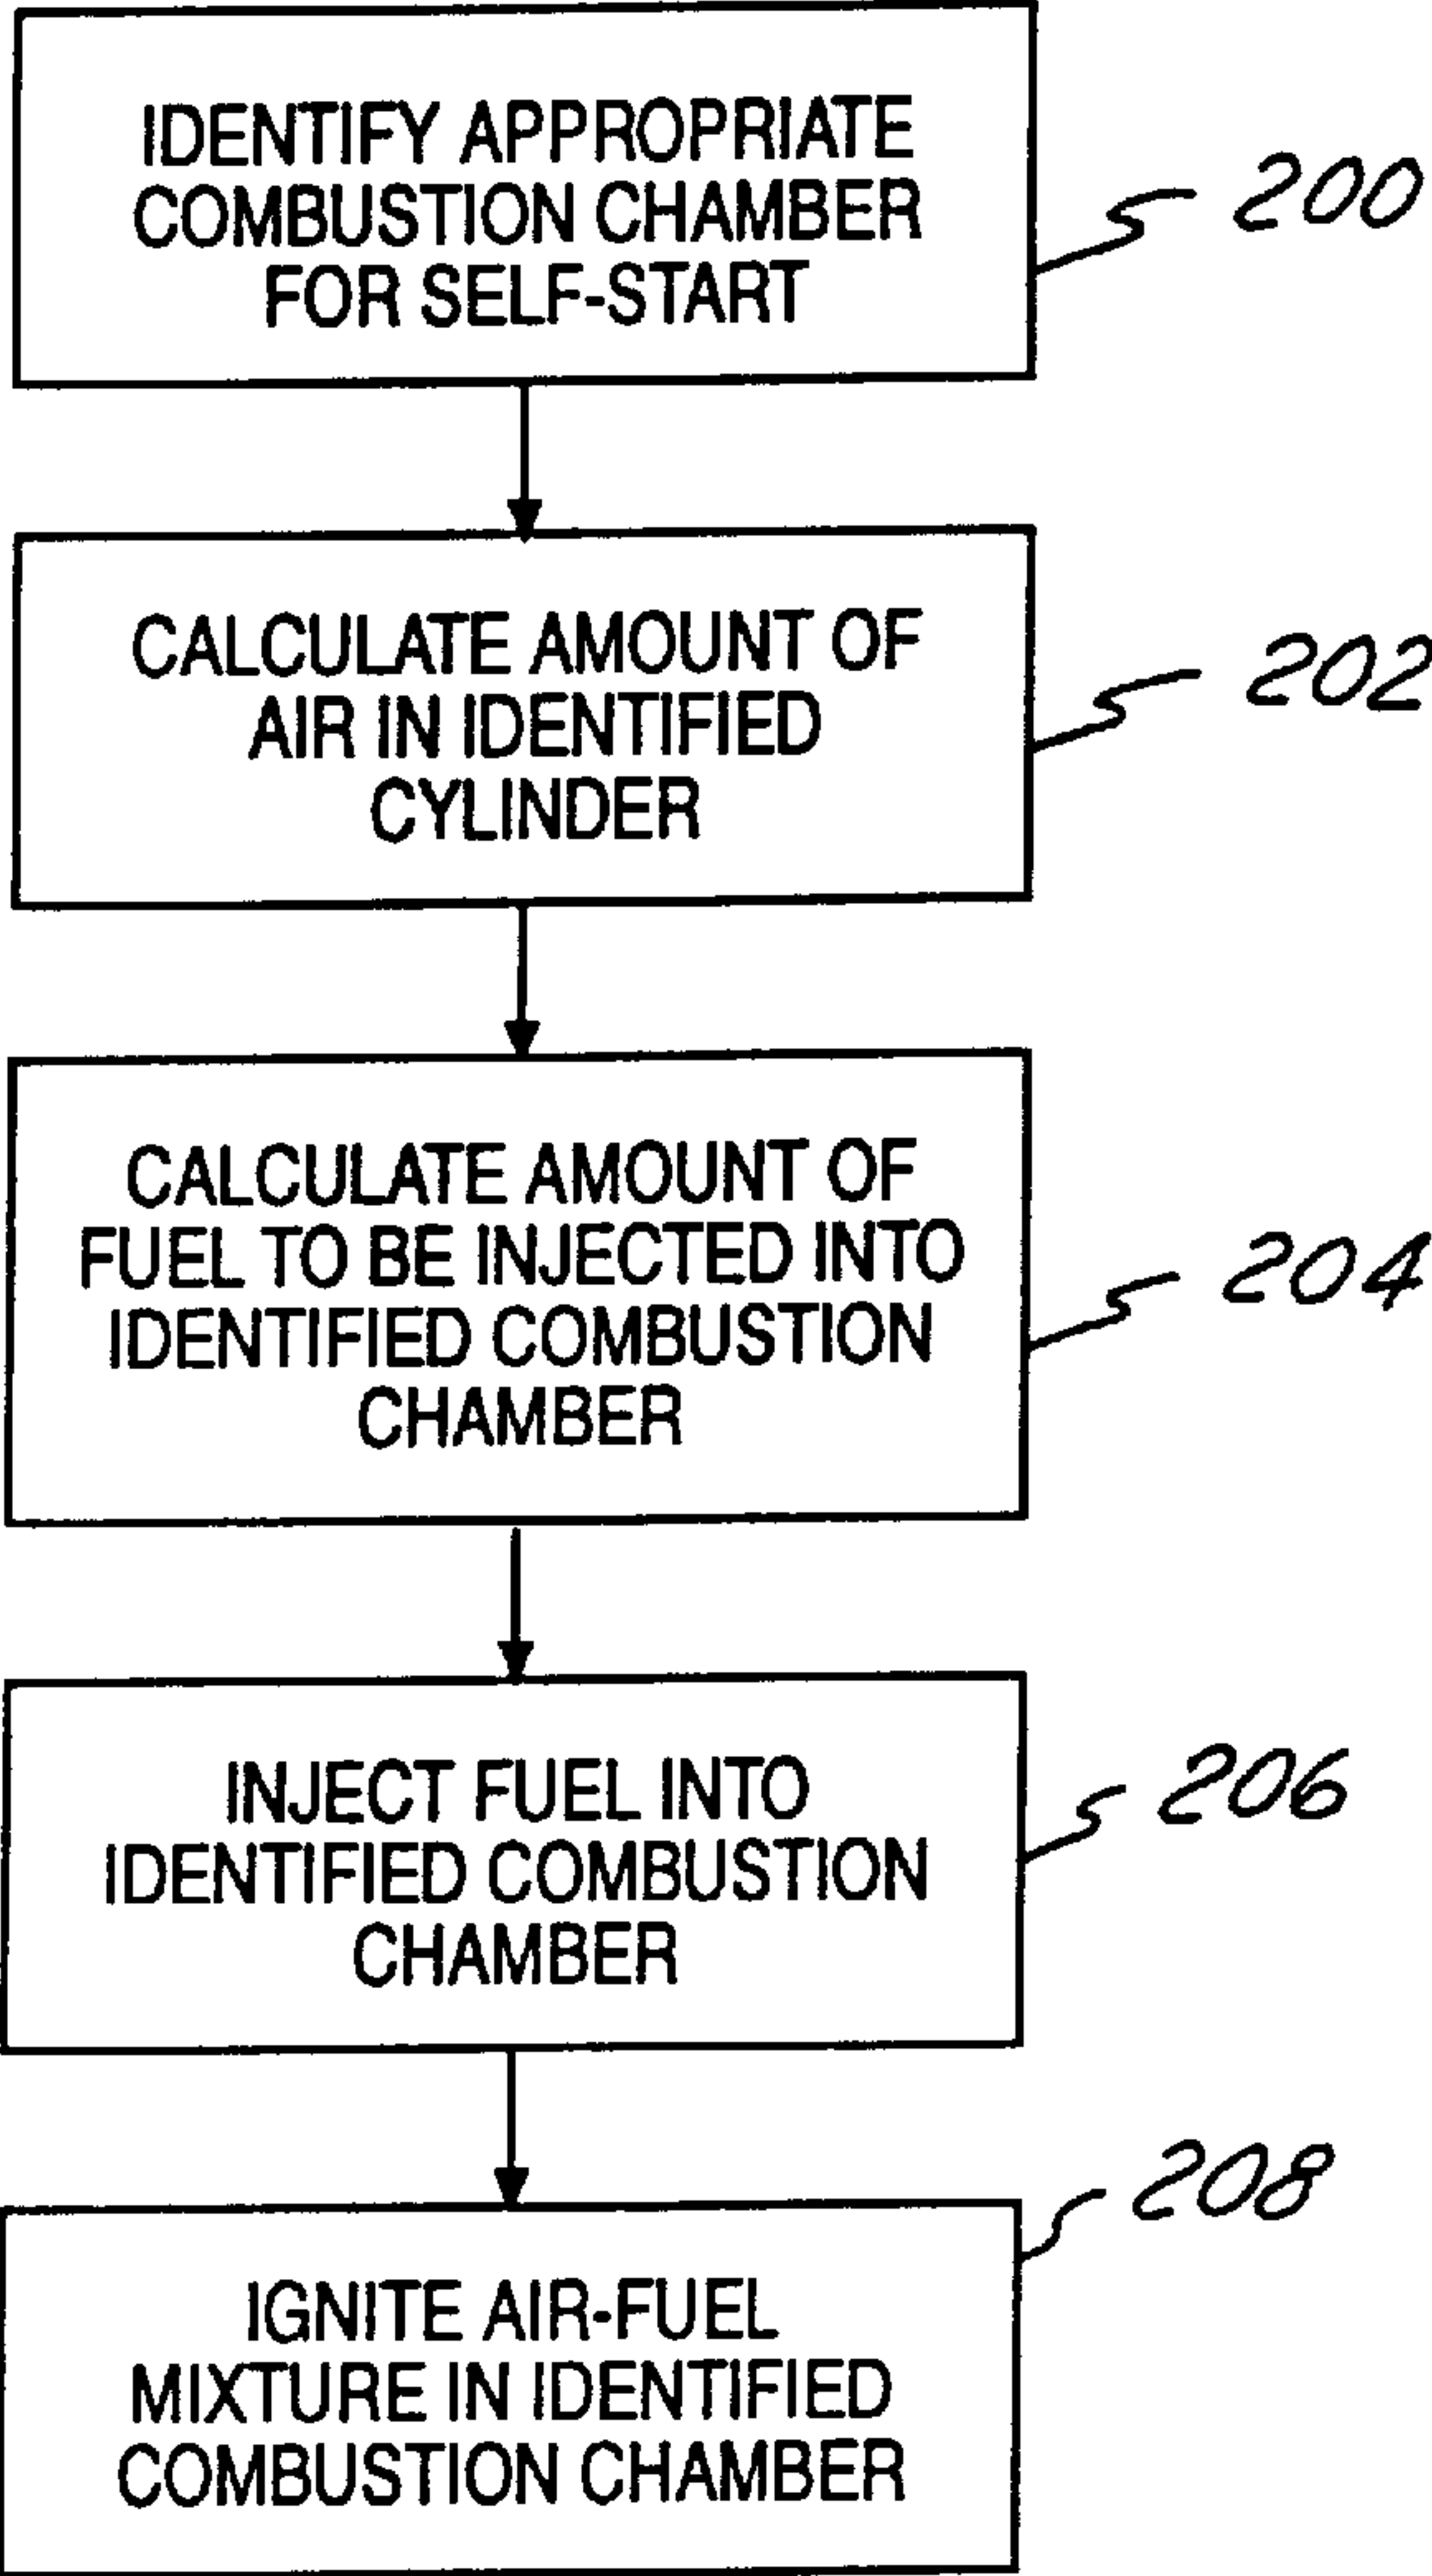 IDENTIFY APPROPRIATE
COMBUSTION CHAMBER
FOR SELF-START
200
CALCULATE AMOUNT OF
AIR IN IDENTIFIED
CYLINDER
202
CALCULATE AMOUNT OF
FUEL TO BE INJECTED INTO
IDENTIFIED COMBUSTION
CHAMBER
204
INJECT FUEL INTO
IDENTIFIED COMBUSTION
CHAMBER
206
208
IGNITE AIR-FUEL
MIXTURE IN IDENTIFIED
COMBUSTION CHAMBER